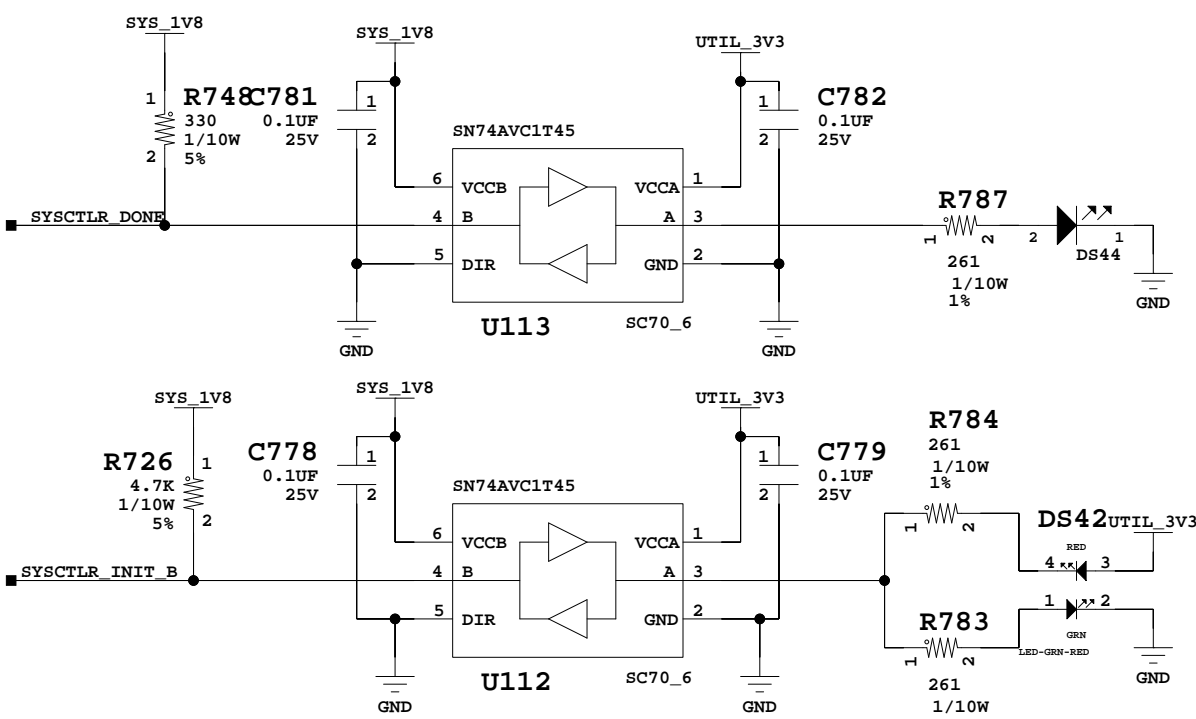 SYS_1V8
SYS_1V8
UTIL_3V3
1
R748
330
1/10W
5%
2
C781
0.1UF
25V
1
2
SN74AVC1T45
1
2
C782
0.1UF
25V
6
VCCB
VCCA
1
SYSCTLR_DONE
4
B
A
3
5
DIR
GND
2
R787
1
2
261
1/10W
1%
2
1
DS44
GND
U113
SC70_6
GND
GND
SYS_1V8
SYS_1V8
UTIL_3V3
R726
4.7K
1/10W
5%
1
2
C778
0.1UF
25V
1
2
SN74AVC1T45
1
2
C779
0.1UF
25V
R784
261
1/10W
1%
1
2
6
VCCB
VCCA
1
DS42
UTIL_3V3
RED
4
3
SYSCTLR_INIT_B
4
B
A
3
1
2
GRN
LED-GRN-RED
5
DIR
GND
2
R783
1
2
261
1/10W
GND
U112
SC70_6
GND
GND